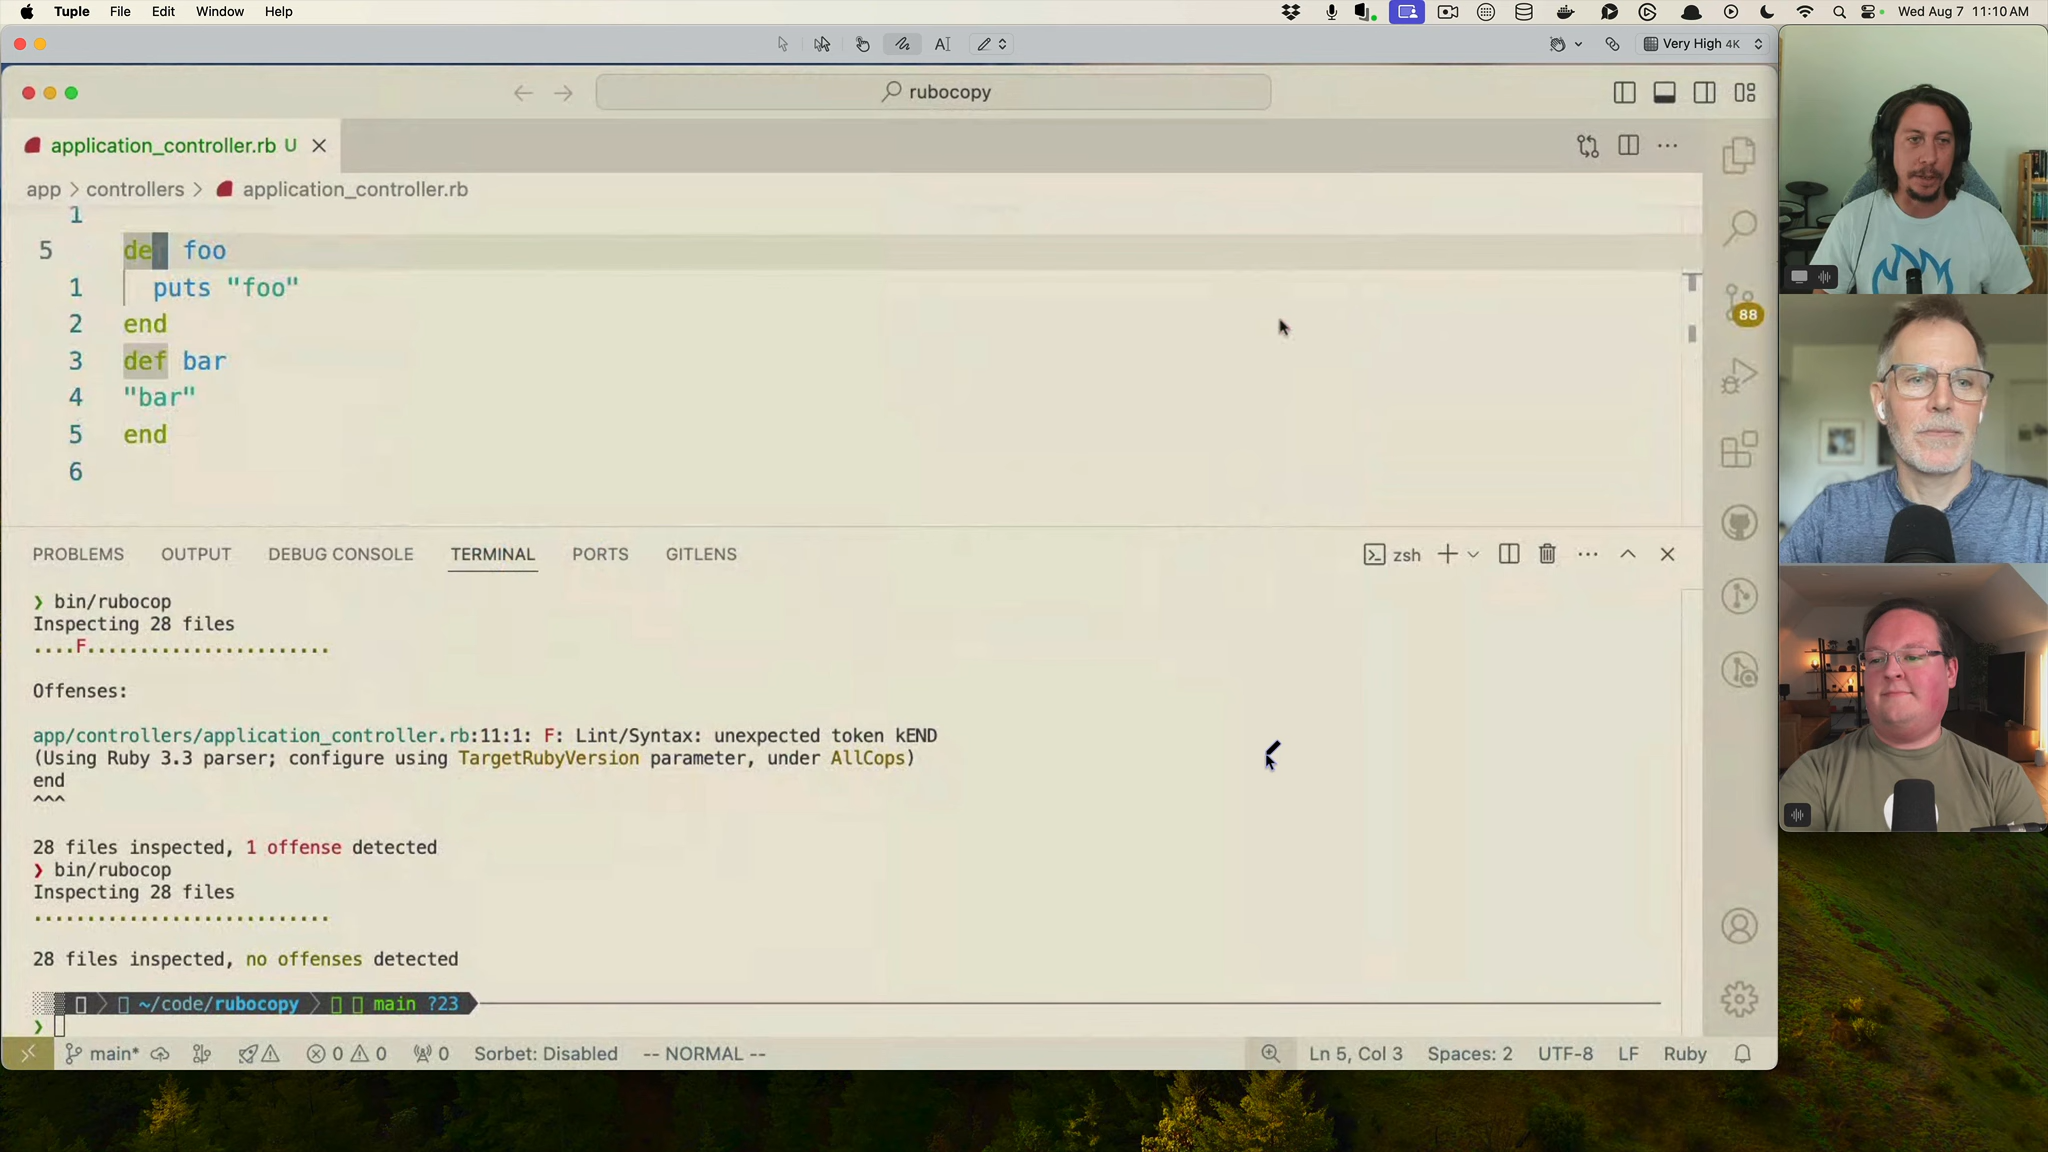 Tuple File Edit Window Help Wed Aug 7 11:10 AM
Very High 4K
rubocopy
application_controller.rb U
app > controllers > application_controller.rb
1
5 def foo
1 puts "foo"
2 end
3 def bar
4 "bar"
5 end
6
88
PROBLEMS OUTPUT DEBUG CONSOLE TERMINAL PORTS GITLENS zsh
❯ bin/rubocop
Inspecting 28 files
....F.......................
Offenses:
app/controllers/application_controller.rb:11:1: F: Lint/Syntax: unexpected token kEND
(Using Ruby 3.3 parser; configure using TargetRubyVersion parameter, under AllCops)
end
^^^
28 files inspected, 1 offense detected
❯ bin/rubocop
Inspecting 28 files
............................
28 files inspected, no offenses detected
~/code/rubocopy main ?23
❯
main* 0 0 0 Sorbet: Disabled -- NORMAL -- Ln 5, Col 3 Spaces: 2 UTF-8 LF Ruby